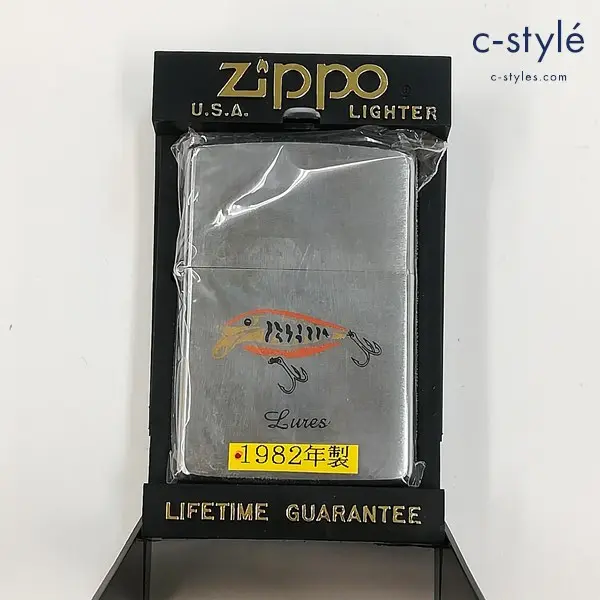 c-stylé
c-styles.com
Zippo
U.S.A. LIGHTER
Lures
1982年製
LIFETIME GUARANTEE